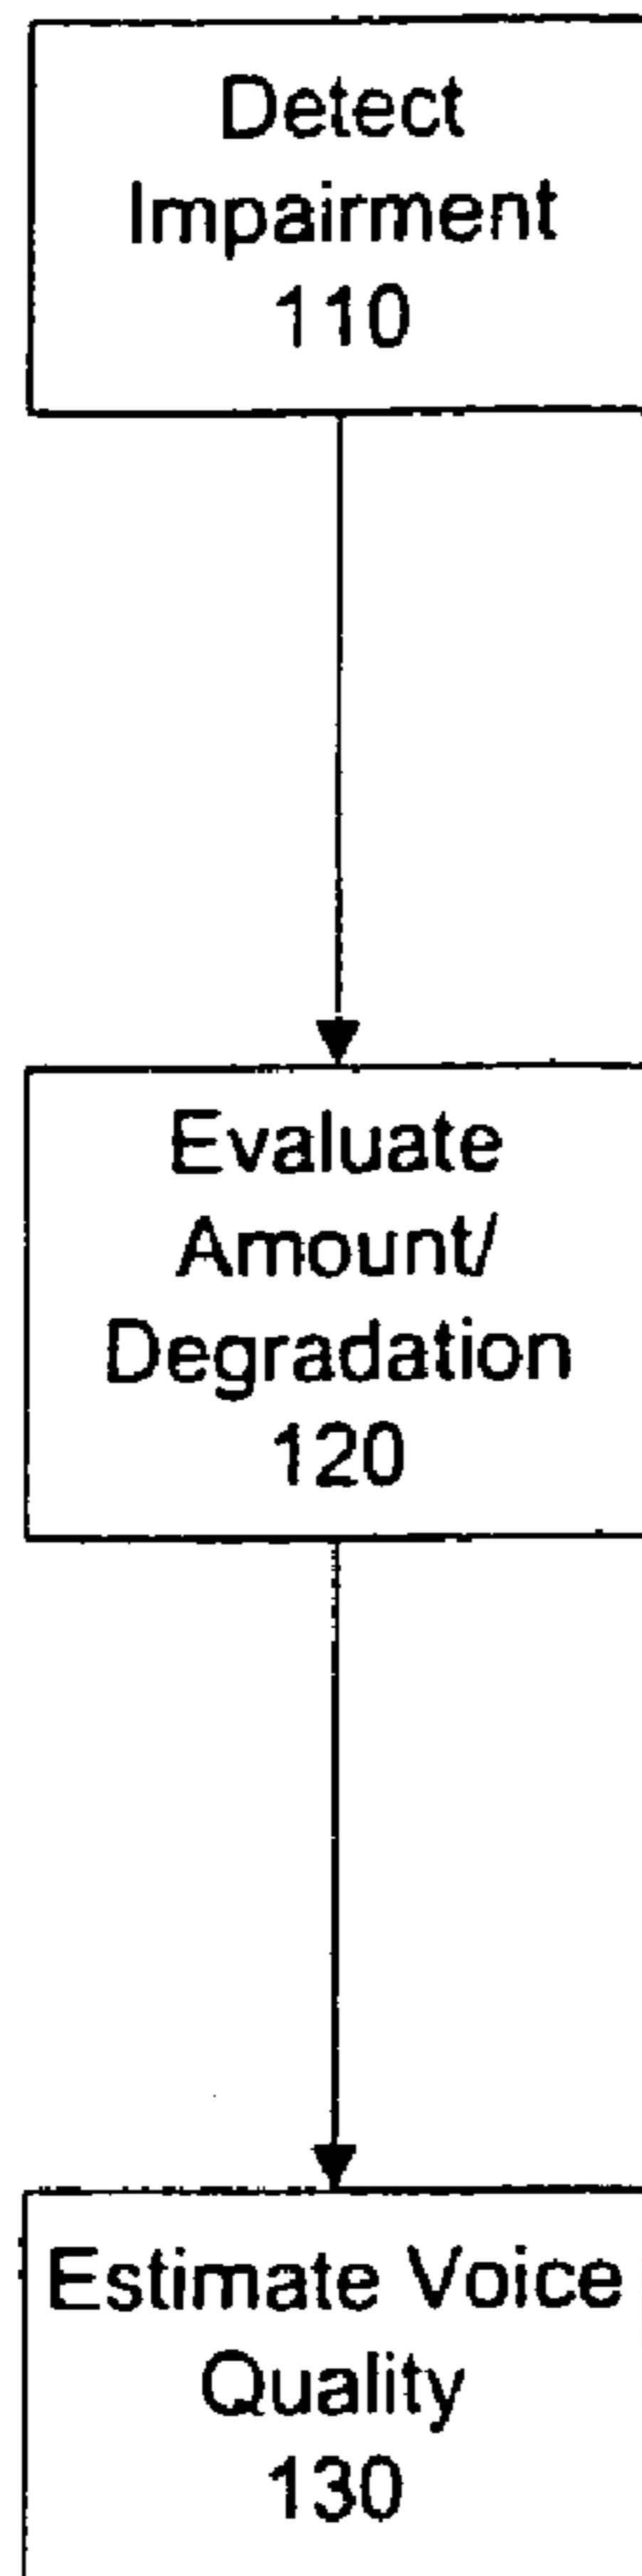 Detect
Impairment
110
Evaluate
Amount/
Degradation
120
Estimate Voice
Quality
130